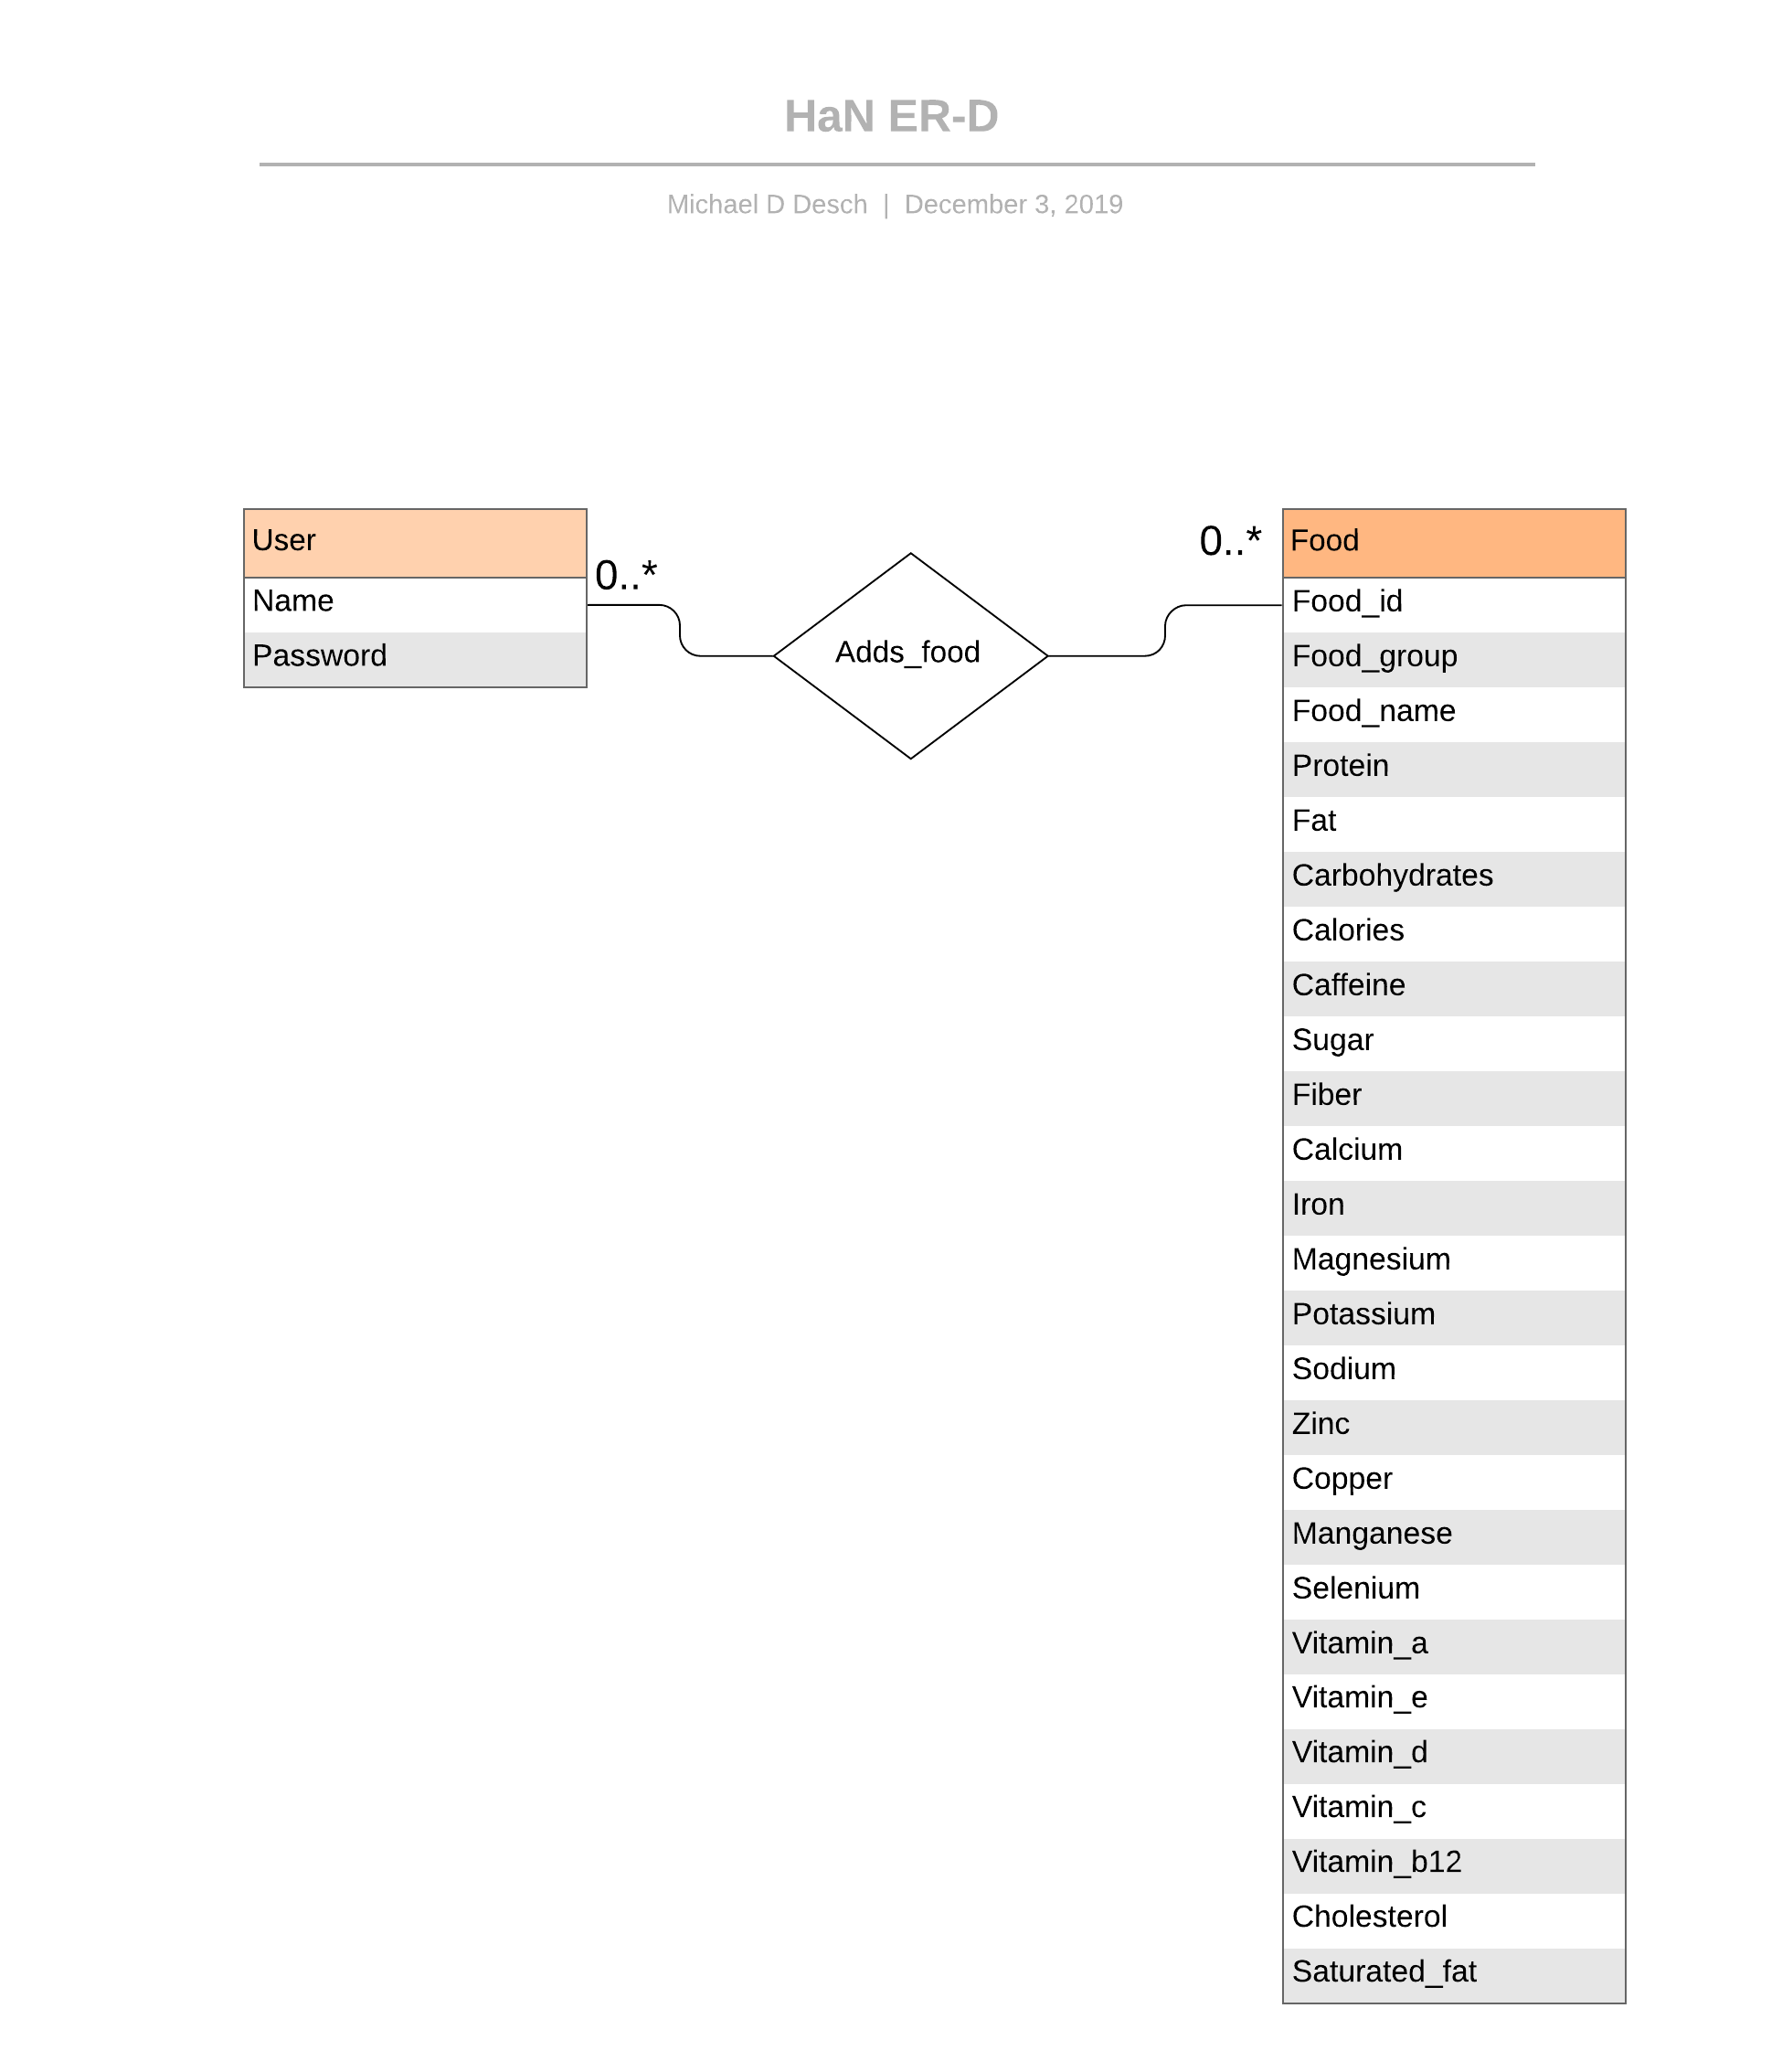 HaN ER-D
Michael D Desch | December 3, 2019
User
Name
Password
0..*
Adds_food
0..*
Food
Food_id
Food_group
Food_name
Protein
Fat
Carbohydrates
Calories
Caffeine
Sugar
Fiber
Calcium
Iron
Magnesium
Potassium
Sodium
Zinc
Copper
Manganese
Selenium
Vitamin_a
Vitamin_e
Vitamin_d
Vitamin_c
Vitamin_b12
Cholesterol
Saturated_fat